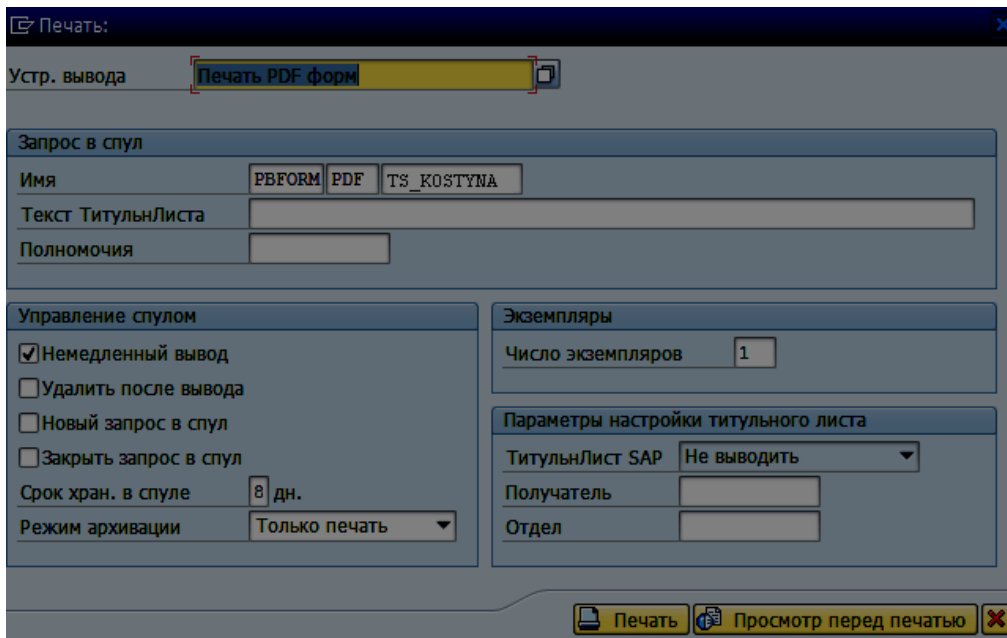 Печать:
Устр. вывода Печать PDF форм
Запрос в спул
Имя PBFORM PDF TS_KOSTYNA
Текст ТитульнЛиста
Полномочия
Управление спулом
Немедленный вывод
Удалить после вывода
Новый запрос в спул
Закрыть запрос в спул
Срок хран. в спуле 8 дн.
Режим архивации Только печать
Экземпляры
Число экземпляров 1
Параметры настройки титульного листа
ТитульнЛист SAP Не выводить
Получатель
Отдел
Печать Просмотр перед печатью